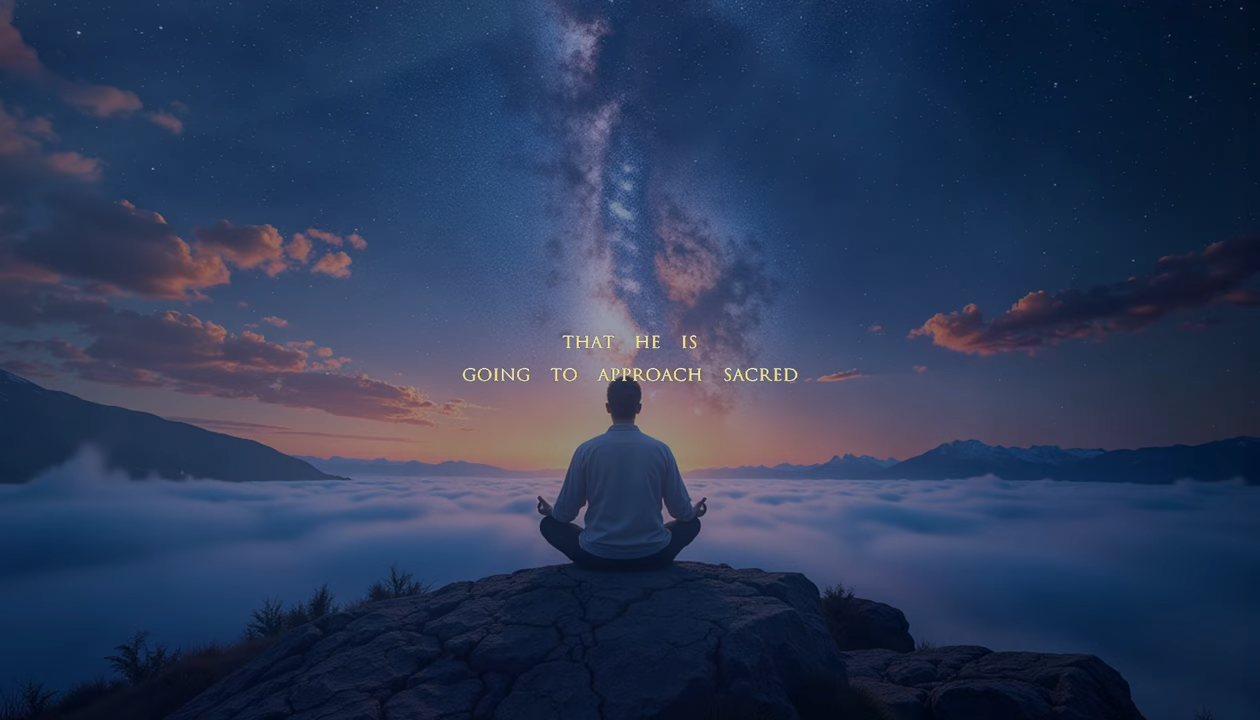 THAT HE IS
GOING TO APPROACH SACRED